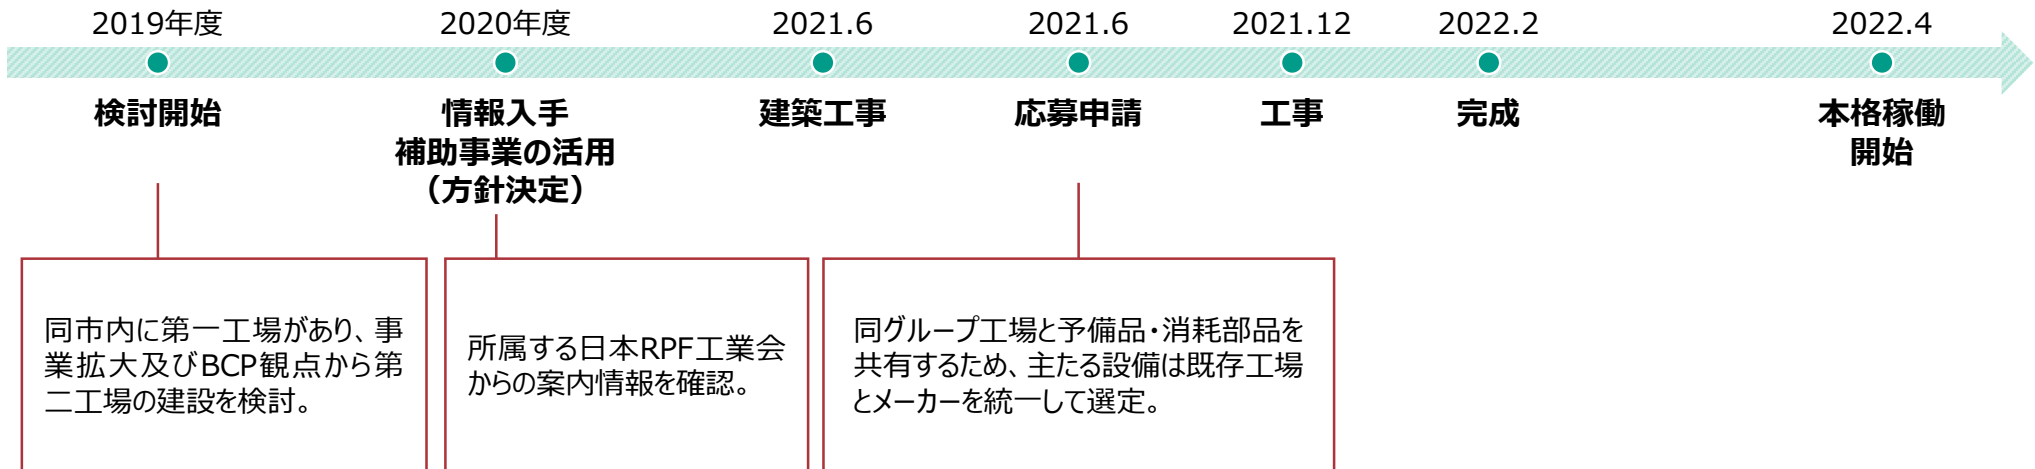 2019年度
2020年度
2021.6
2021.6
2021.12
2022.2
2022.4
検討開始
情報入手
補助事業の活用
（方針決定）
建築工事
応募申請
工事
完成
本格稼働
開始
同市内に第一工場があり、事
業拡大及びBCP観点から第
二工場の建設を検討。
所属する日本RPF工業会
からの案内情報を確認。
同グループ工場と予備品・消耗部品を
共有するため、主たる設備は既存工場
とメーカーを統一して選定。